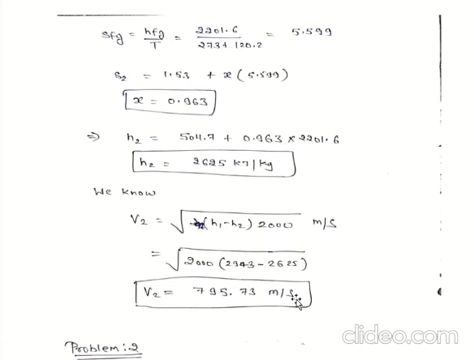 Sfg = hfg/T = 2201.6/273+120.2 = 5.599
S₂ = 1.53 + x(5.599)
x = 0.963
⇒ h₂ = 504.7 + 0.963×2201.6
h₂ = 2625 kJ/kg
We know
V₂ = √(h₁-h₂) 2000 m/s
= √2000 (2943-2625)
V₂ = 795.73 m/s
Problem:2
clideo.com